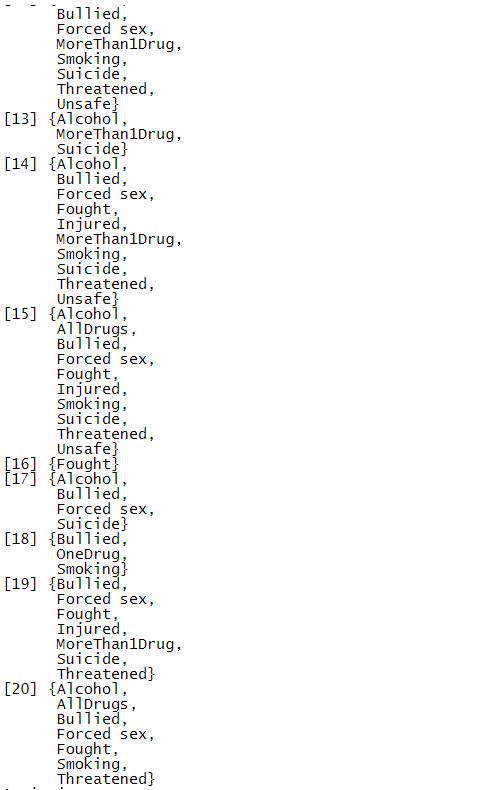 Bullied,
Forced sex,
MoreThan1Drug,
Smoking,
Suicide,
Threatened,
Unsafe}
[13] {Alcohol,
MoreThan1Drug,
Suicide}
[14] {Alcohol,
Bullied,
Forced sex,
Fought,
Injured,
MoreThan1Drug,
Smoking,
Suicide,
Threatened,
Unsafe}
[15] {Alcohol,
AllDrugs,
Bullied,
Forced sex,
Fought,
Injured,
Smoking,
Suicide,
Threatened,
Unsafe}
[16] {Fought}
[17] {Alcohol,
Bullied,
Forced sex,
Suicide}
[18] {Bullied,
OneDrug,
Smoking}
[19] {Bullied,
Forced sex,
Fought,
Injured,
MoreThan1Drug,
Suicide,
Threatened}
[20] {Alcohol,
AllDrugs,
Bullied,
Forced sex,
Fought,
Smoking,
Threatened}